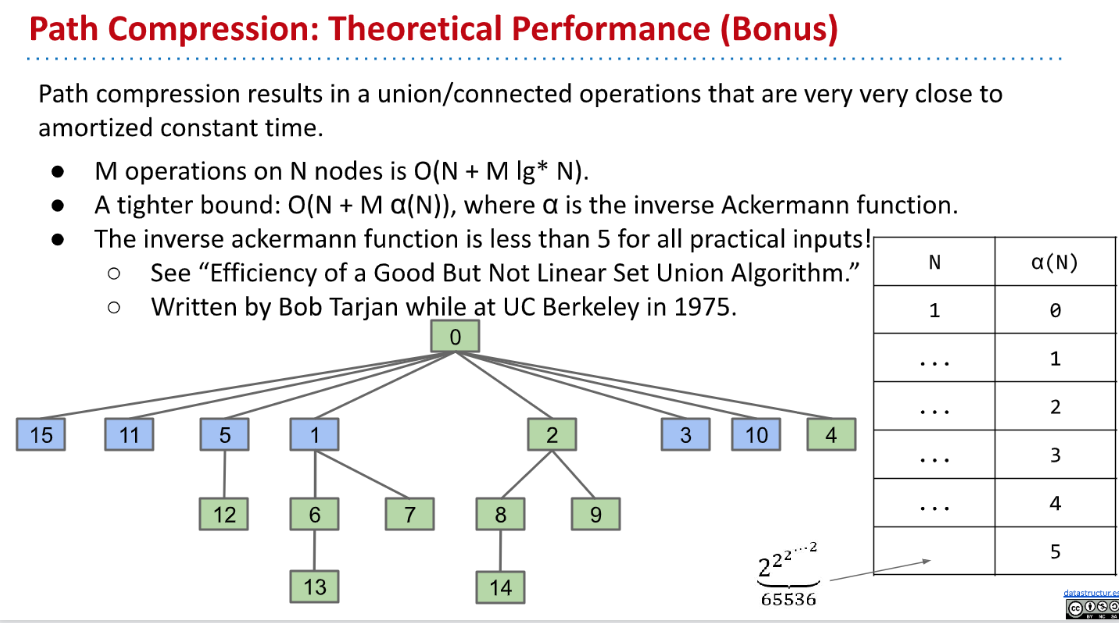 Path Compression: Theoretical Performance (Bonus)
Path compression results in a union/connected operations that are very very close to
amortized constant time.
● M operations on N nodes is O(N + M lg* N).
● A tighter bound: O(N + M α(N)), where α is the inverse Ackermann function.
● The inverse ackermann function is less than 5 for all practical inputs!
○ See “Efficiency of a Good But Not Linear Set Union Algorithm.”
○ Written by Bob Tarjan while at UC Berkeley in 1975.
N α(N)
1 0
... 1
... 2
... 3
... 4
5
0
15 11 5 1 2 3 10 4
12 6 7 8 9
13 14
2^2^2^⋯^2
65536
datastructur.es